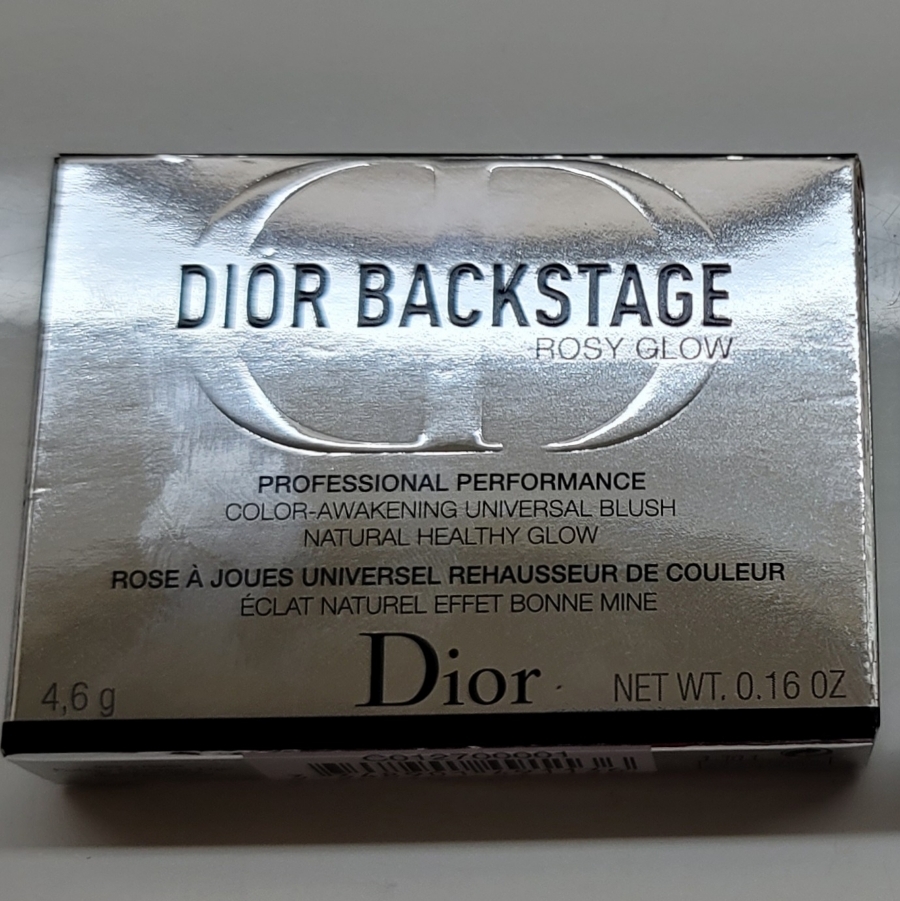 DIOR BACKSTAGE
ROSY GLOW
PROFESSIONAL PERFORMANCE
COLOR-AWAKENING UNIVERSAL BLUSH
NATURAL HEALTHY GLOW
ROSE À JOUES UNIVERSEL REHAUSSEUR DE COULEUR
ÉCLAT NATUREL EFFET BONNE MINE
Dior
4,6 g
NET WT. 0.16 OZ